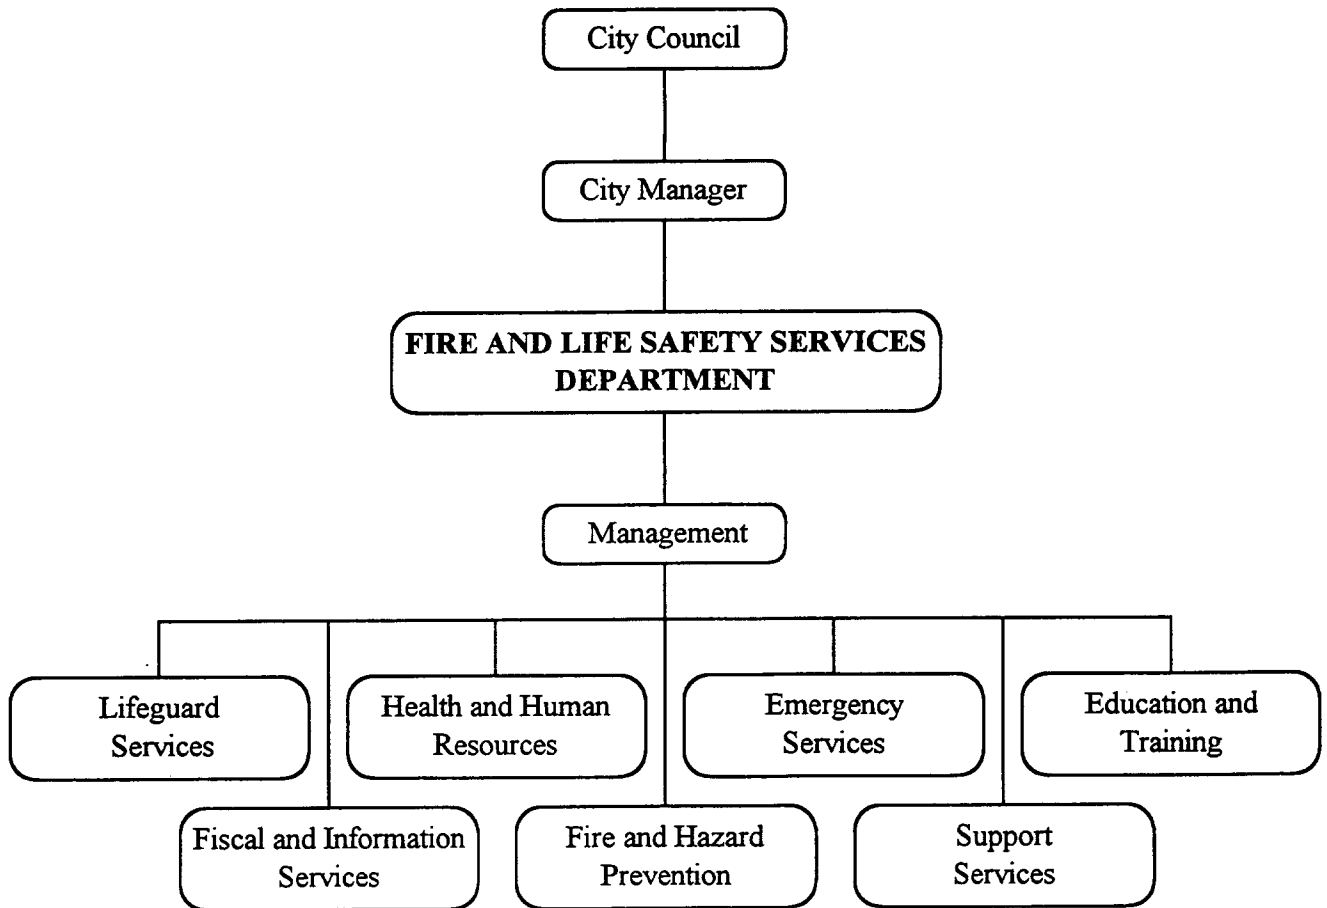 City Council
City Manager
FIRE AND LIFE SAFETY SERVICES
DEPARTMENT
Management
Lifeguard
Services
Health and Human
Resources
Emergency
Services
Education and
Training
Fiscal and Information
Services
Fire and Hazard
Prevention
Support
Services